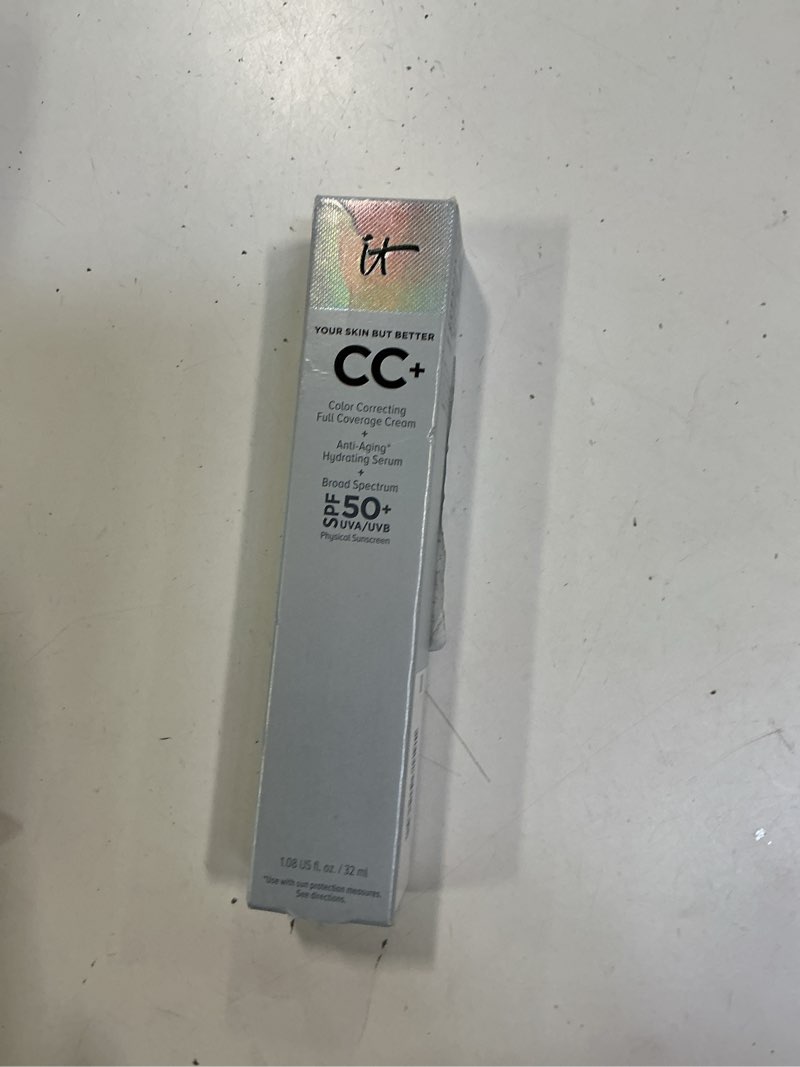 it
YOUR SKIN BUT BETTER
CC+
Color Correcting
Full Coverage Cream
+
Anti-Aging*
Hydrating Serum
+
Broad Spectrum
SPF 50+
UVA/UVB
Physical Sunscreen
1.08 US fl. oz. / 32 ml
*Use with sun protection measures.
See directions.